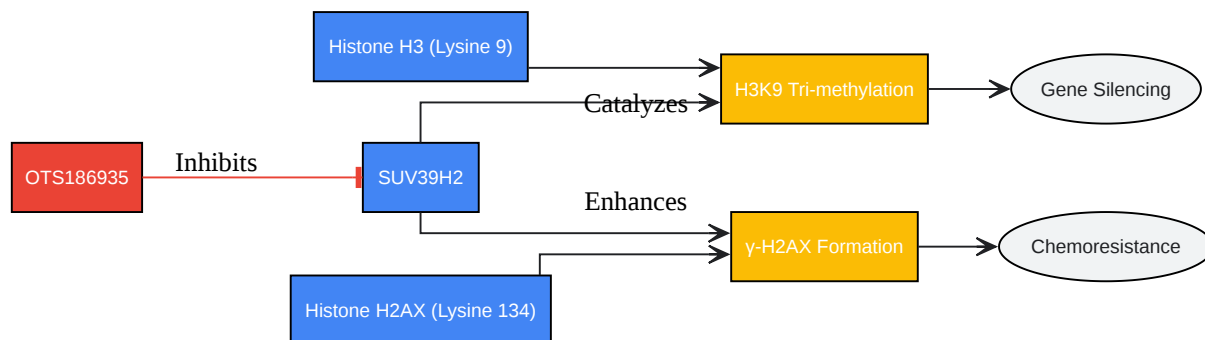 Histone H3 (Lysine 9)
H3K9 Tri-methylation
Gene Silencing
Catalyzes
OTS186935
Inhibits
SUV39H2
Enhances
γ-H2AX Formation
Chemoresistance
Histone H2AX (Lysine 134)